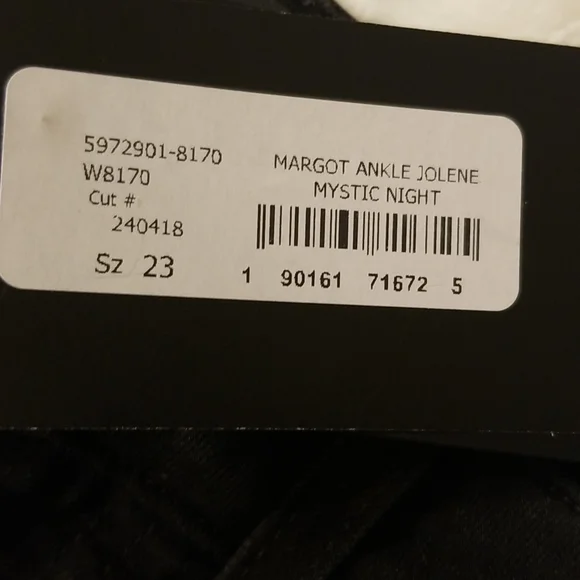 5972901-8170
W8170
Cut #
240418
Sz 23
MARGOT ANKLE JOLENE
MYSTIC NIGHT
1 90161 71672 5